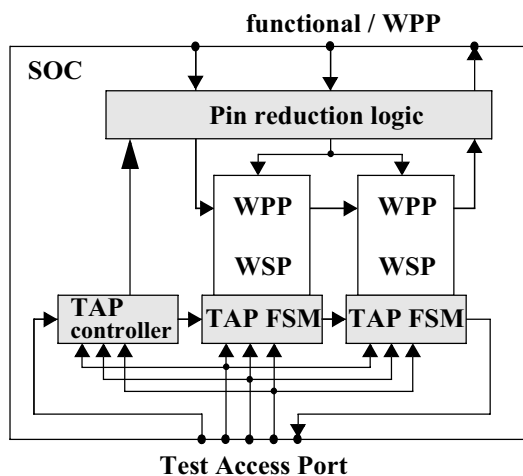 functional / WPP
SOC
Pin reduction logic
WPP
WPP
WSP
WSP
TAP
controller
TAP FSM
TAP FSM
Test Access Port